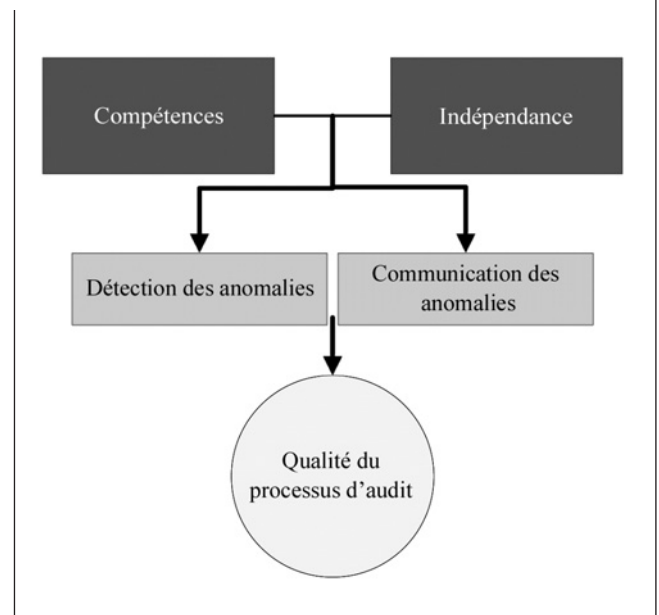 Compétences
Indépendance
Détection des anomalies
Communication des
anomalies
Qualité du
processus d’audit